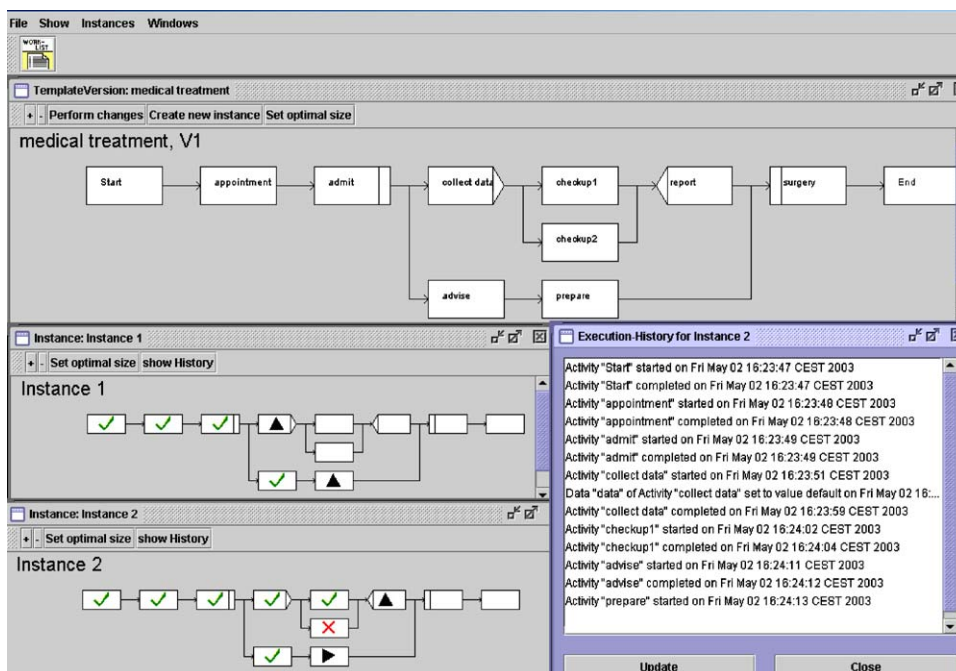 File Show Instances Windows
WORK-
LIST
TemplateVersion: medical treatment
+ - Perform changes Create new instance Set optimal size
medical treatment, V1
Start appointment admit collect data checkup1 report surgery End
checkup2
advise prepare
Instance: Instance 1
+ - Set optimal size show History
Instance 1
Instance: Instance 2
+ - Set optimal size show History
Instance 2
Execution-History for Instance 2
Activity "Start" started on Fri May 02 16:23:47 CEST 2003
Activity "Start" completed on Fri May 02 16:23:47 CEST 2003
Activity "appointment" started on Fri May 02 16:23:48 CEST 2003
Activity "appointment" completed on Fri May 02 16:23:48 CEST 2003
Activity "admit" started on Fri May 02 16:23:49 CEST 2003
Activity "admit" completed on Fri May 02 16:23:49 CEST 2003
Activity "collect data" started on Fri May 02 16:23:51 CEST 2003
Data "data" of Activity "collect data" set to value default on Fri May 02 16:...
Activity "collect data" completed on Fri May 02 16:23:59 CEST 2003
Activity "checkup1" started on Fri May 02 16:24:02 CEST 2003
Activity "checkup1" completed on Fri May 02 16:24:04 CEST 2003
Activity "advise" started on Fri May 02 16:24:11 CEST 2003
Activity "advise" completed on Fri May 02 16:24:12 CEST 2003
Activity "prepare" started on Fri May 02 16:24:13 CEST 2003
Update Close